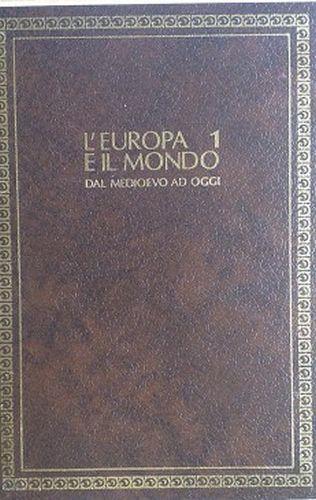 L'EUROPA 1
E IL MONDO
DAL MEDIOEVO AD OGGI